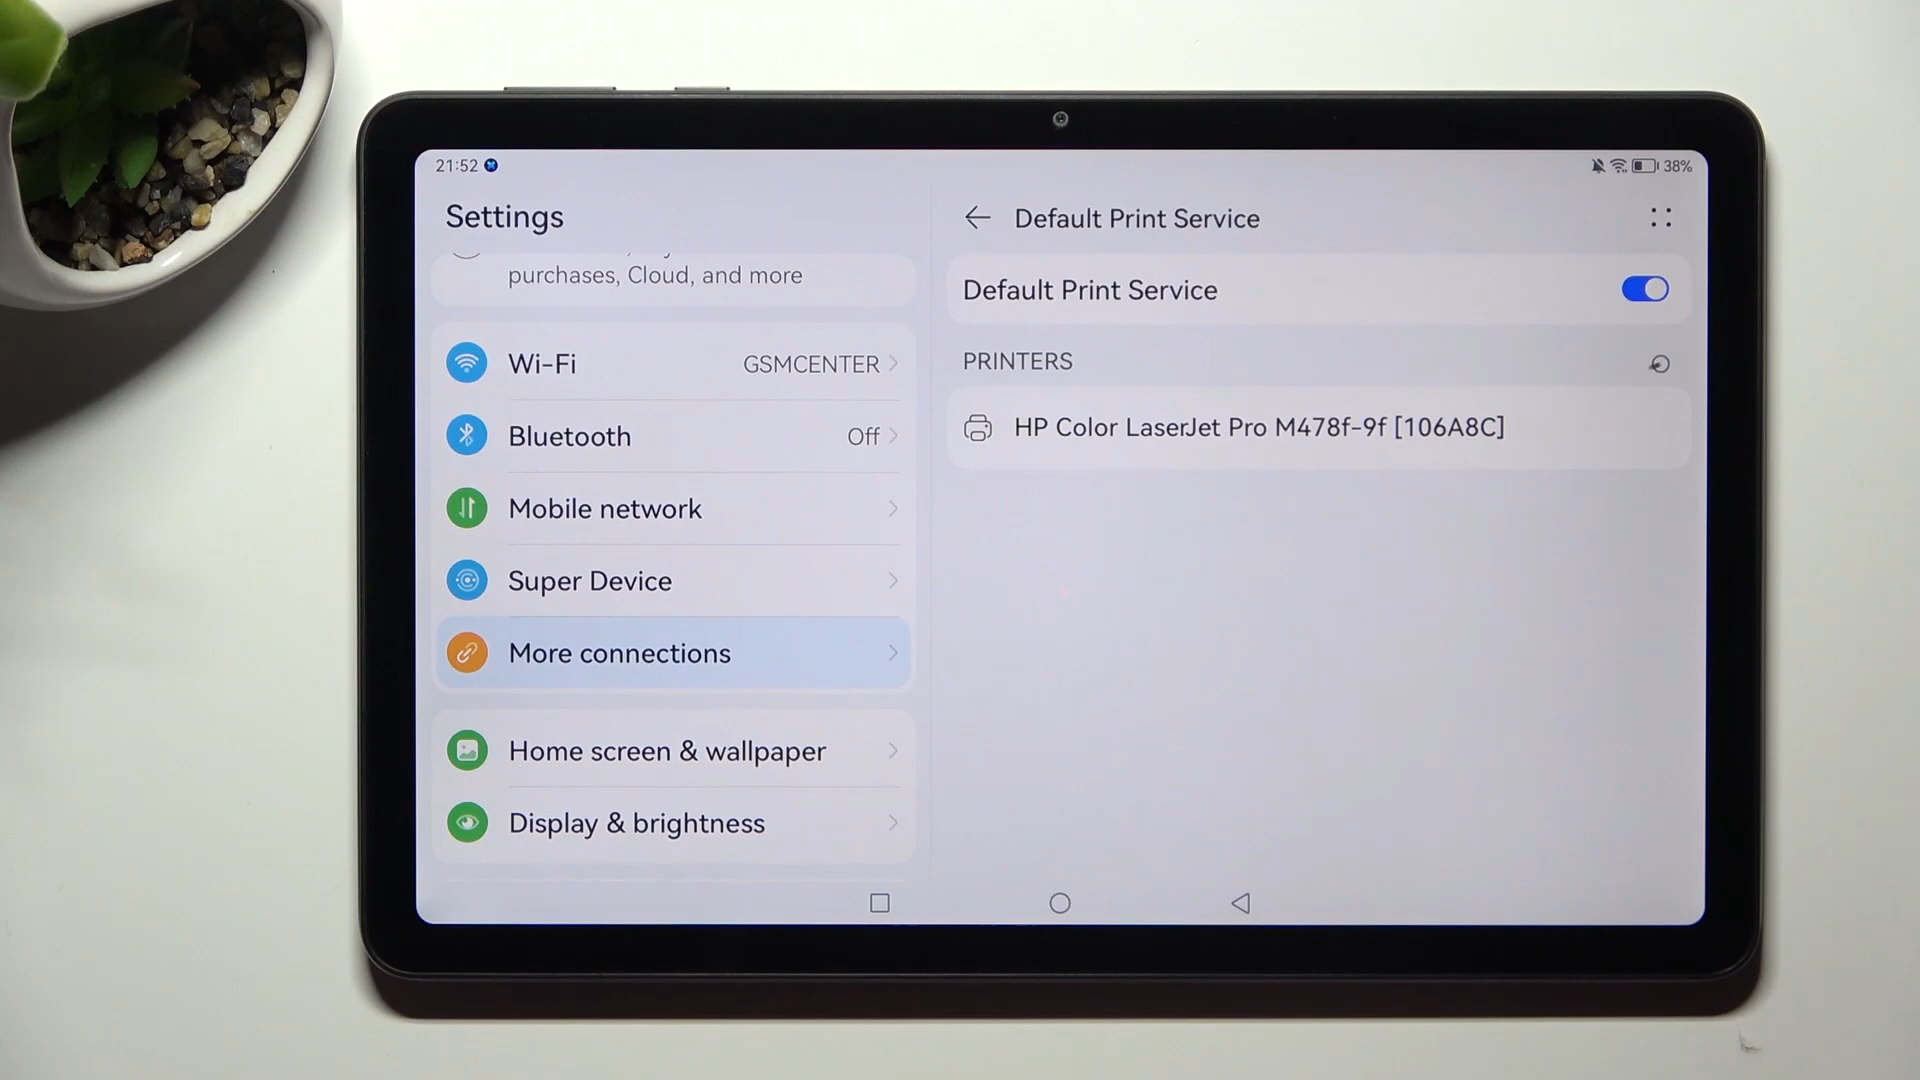 21:52
38%
Settings
purchases, Cloud, and more
Wi-Fi GSMCENTER
Bluetooth Off
Mobile network
Super Device
More connections
Home screen & wallpaper
Display & brightness
Default Print Service
Default Print Service
PRINTERS
HP Color LaserJet Pro M478f-9f [106A8C]